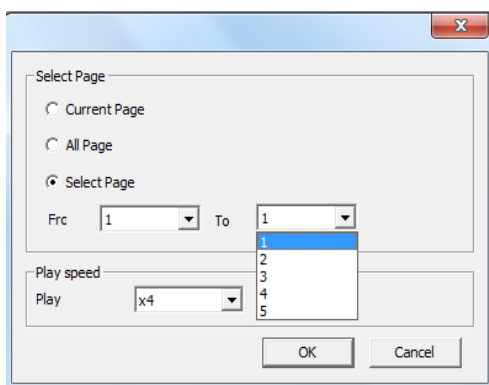 Select Page
Current Page
All Page
Select Page
Frc 1 To 1
1
2
3
4
5
Play speed
Play x4
OK Cancel